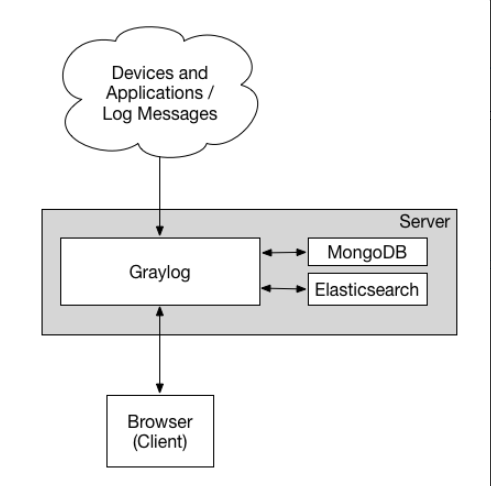 Devices and
Applications /
Log Messages
Server
Graylog
MongoDB
Elasticsearch
Browser
(Client)